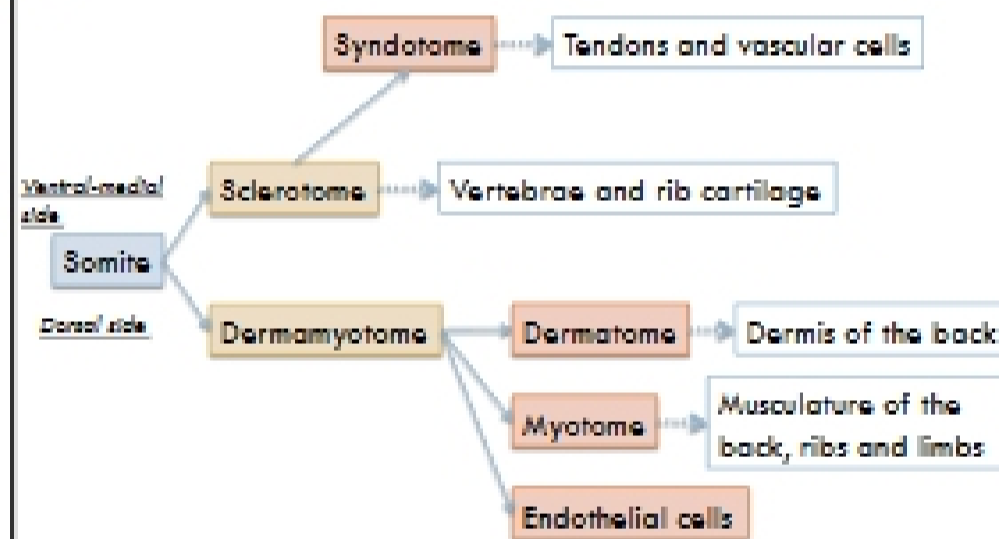 Syndotome
Tendons and vascular cells
Ventral-medial
side
Sclerotome
Vertebrae and rib cartilage
Somite
Dorsal side
Dermamyotome
Dermatome
Dermis of the back
Myotome
Musculature of the
back, ribs and limbs
Endothelial cells